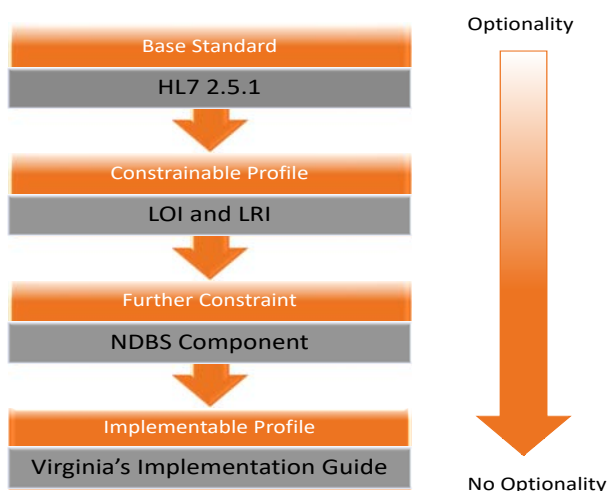 Optionality
Base Standard
HL7 2.5.1
Constrainable Profile
LOI and LRI
Further Constraint
NDBS Component
Implementable Profile
Virginia’s Implementation Guide
No Optionality